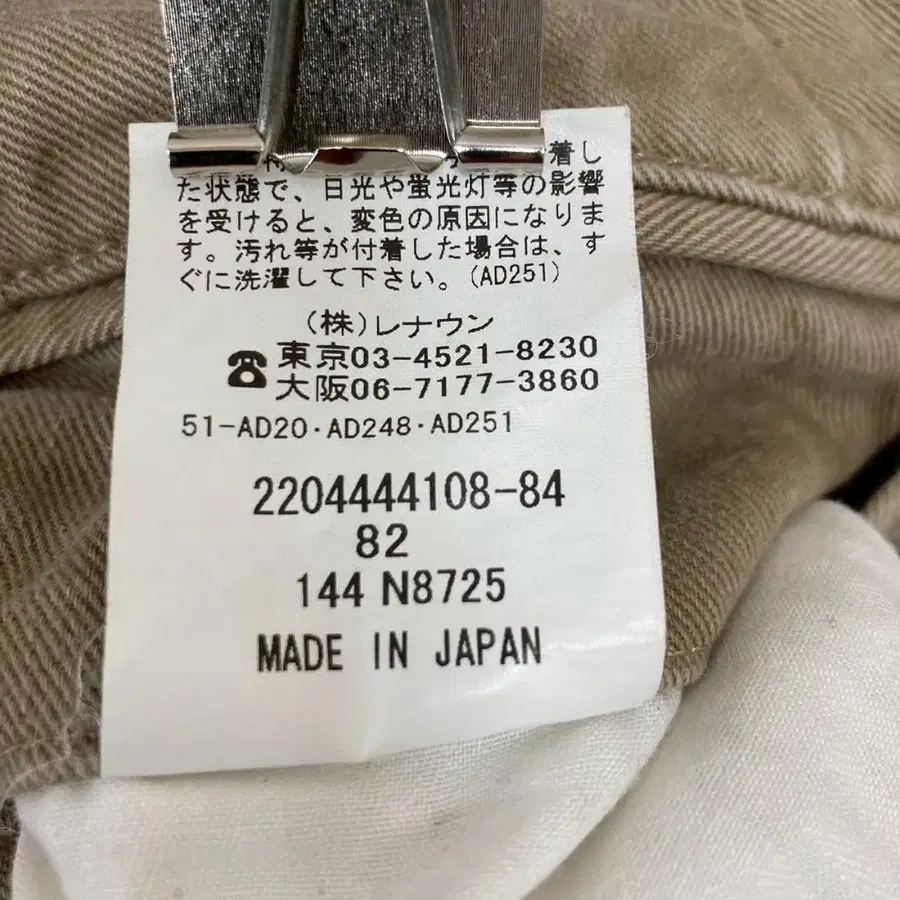 着し
た状態で、日光や蛍光灯等の影響
を受けると、変色の原因になりま
す。汚れ等が付着した場合は、す
ぐに洗濯して下さい。(AD251)
(株)レナウン
☎東京03-4521-8230
大阪06-7177-3860
51-AD20·AD248·AD251
2204444108-84
82
144 N8725
MADE IN JAPAN